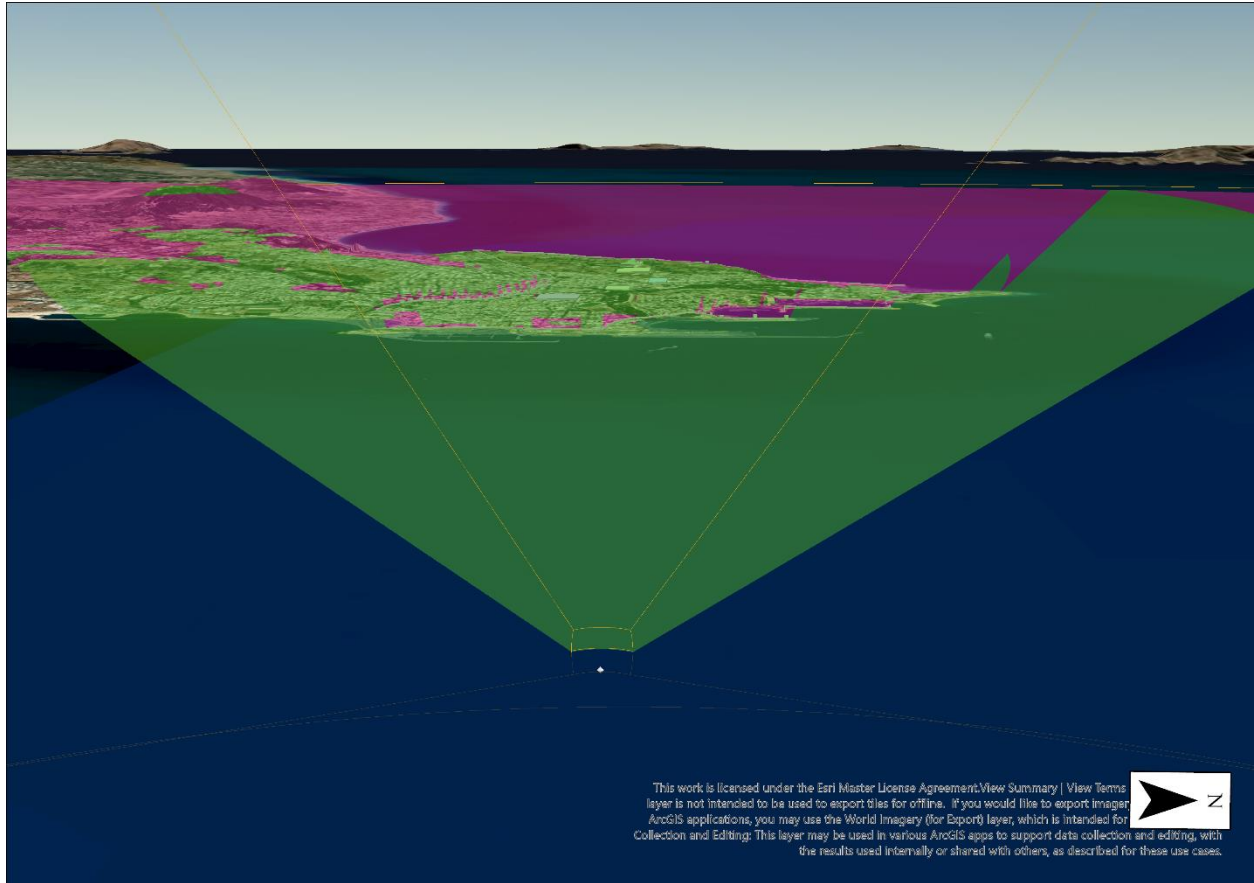 This work is licensed under the Esri Master License Agreement.View Summary | View Terms
layer is not intended to be used to export tiles for offline. If you would like to export imager
ArcGIS applications, you may use the World Imagery (for Export) layer, which is intended for
Collection and Editing: This layer may be used in various ArcGIS apps to support data collection and editing, with
the results used internally or shared with others, as described for these use cases.
N